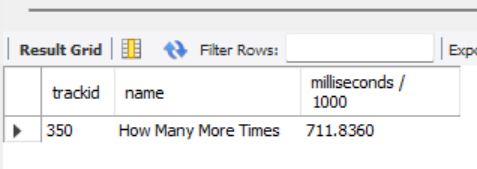 Result Grid Filter Rows: Expo
trackid name milliseconds / 1000
350 How Many More Times 711.8360